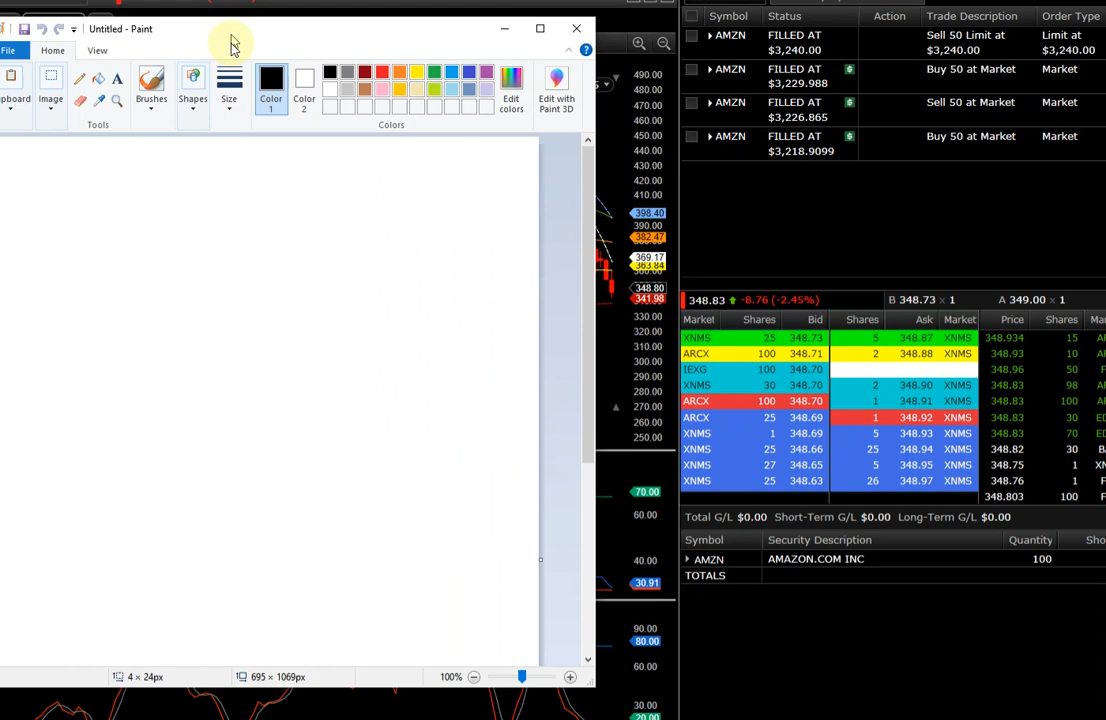 Untitled - Paint
File
Home
View
Image
Tools
Brushes
Shapes
Size
Color 1
Color 2
Edit colors
Edit with Paint 3D
Colors
4 × 24px
695 × 1069px
100%
490.00
480.00
470.00
460.00
450.00
440.00
430.00
420.00
410.00
398.40
390.00
382.47
369.17
363.84
348.80
341.98
330.00
320.00
310.00
300.00
290.00
280.00
270.00
260.00
250.00
70.00
60.00
40.00
30.91
90.00
80.00
60.00
30.00
20.00
Symbol Status Action Trade Description Order Type
AMZN FILLED AT $3,240.00 Sell 50 Limit at $3,240.00 Limit at $3,240.00
AMZN FILLED AT $3,229.988 Buy 50 at Market Market
AMZN FILLED AT $3,226.865 Sell 50 at Market Market
AMZN FILLED AT $3,218.9099 Buy 50 at Market Market
348.83 -8.76 (-2.45%) B 348.73 x 1 A 349.00 x 1
Market Shares Bid Shares Ask Market Price Shares
XNMS 25 348.73 5 348.87 XNMS 348.934 15
ARCX 100 348.71 2 348.88 XNMS 348.93 10
IEXG 100 348.70 348.96 50
XNMS 30 348.70 2 348.90 XNMS 348.83 98
ARCX 100 348.70 1 348.91 XNMS 348.83 100
ARCX 25 348.69 1 348.92 XNMS 348.83 30
XNMS 1 348.69 5 348.93 XNMS 348.83 70
XNMS 25 348.66 25 348.94 XNMS 348.82 30
XNMS 27 348.65 5 348.95 XNMS 348.75 1
XNMS 25 348.63 26 348.97 XNMS 348.76 1
348.803 100
Total G/L $0.00 Short-Term G/L $0.00 Long-Term G/L $0.00
Symbol Security Description Quantity
AMZN AMAZON.COM INC 100
TOTALS